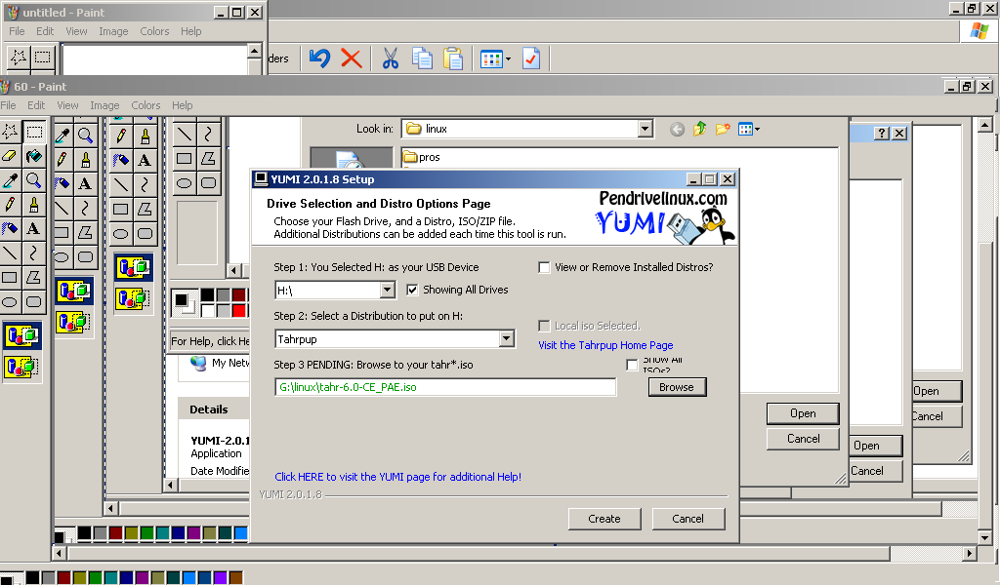 untitled - Paint
File Edit View Image Colors Help
ders
60 - Paint
File Edit View Image Colors Help
Look in: linux
pros
YUMI 2.0.1.8 Setup
Drive Selection and Distro Options Page
Choose your Flash Drive, and a Distro, ISO/ZIP file.
Additional Distributions can be added each time this tool is run.
Pendrivelinux.com
YUMI
Step 1: You Selected H: as your USB Device
View or Remove Installed Distros?
H:\
Showing All Drives
Step 2: Select a Distribution to put on H:
Local iso Selected.
Tahrpup
Visit the Tahrpup Home Page
Step 3 PENDING: Browse to your tahr*.iso
Show All
ISOs?
G:\linux\tahr-6.0-CE_PAE.iso
Browse
Click HERE to visit the YUMI page for additional Help!
YUMI 2.0.1.8
Create
Cancel
For Help, click He
My Netw
Details
YUMI-2.0.1
Application
Date Modifie
Open
Cancel
Open
Cancel
Open
Cancel
A
A
A